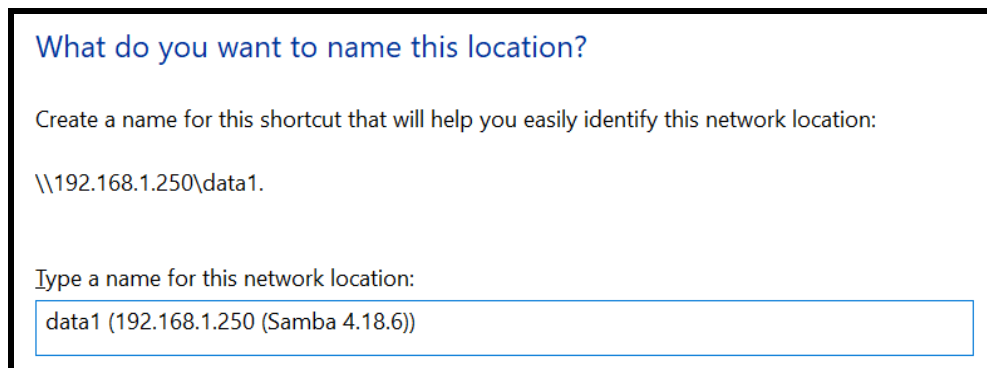 What do you want to name this location?
Create a name for this shortcut that will help you easily identify this network location:
\\192.168.1.250\data1.
Type a name for this network location:
data1 (192.168.1.250 (Samba 4.18.6))